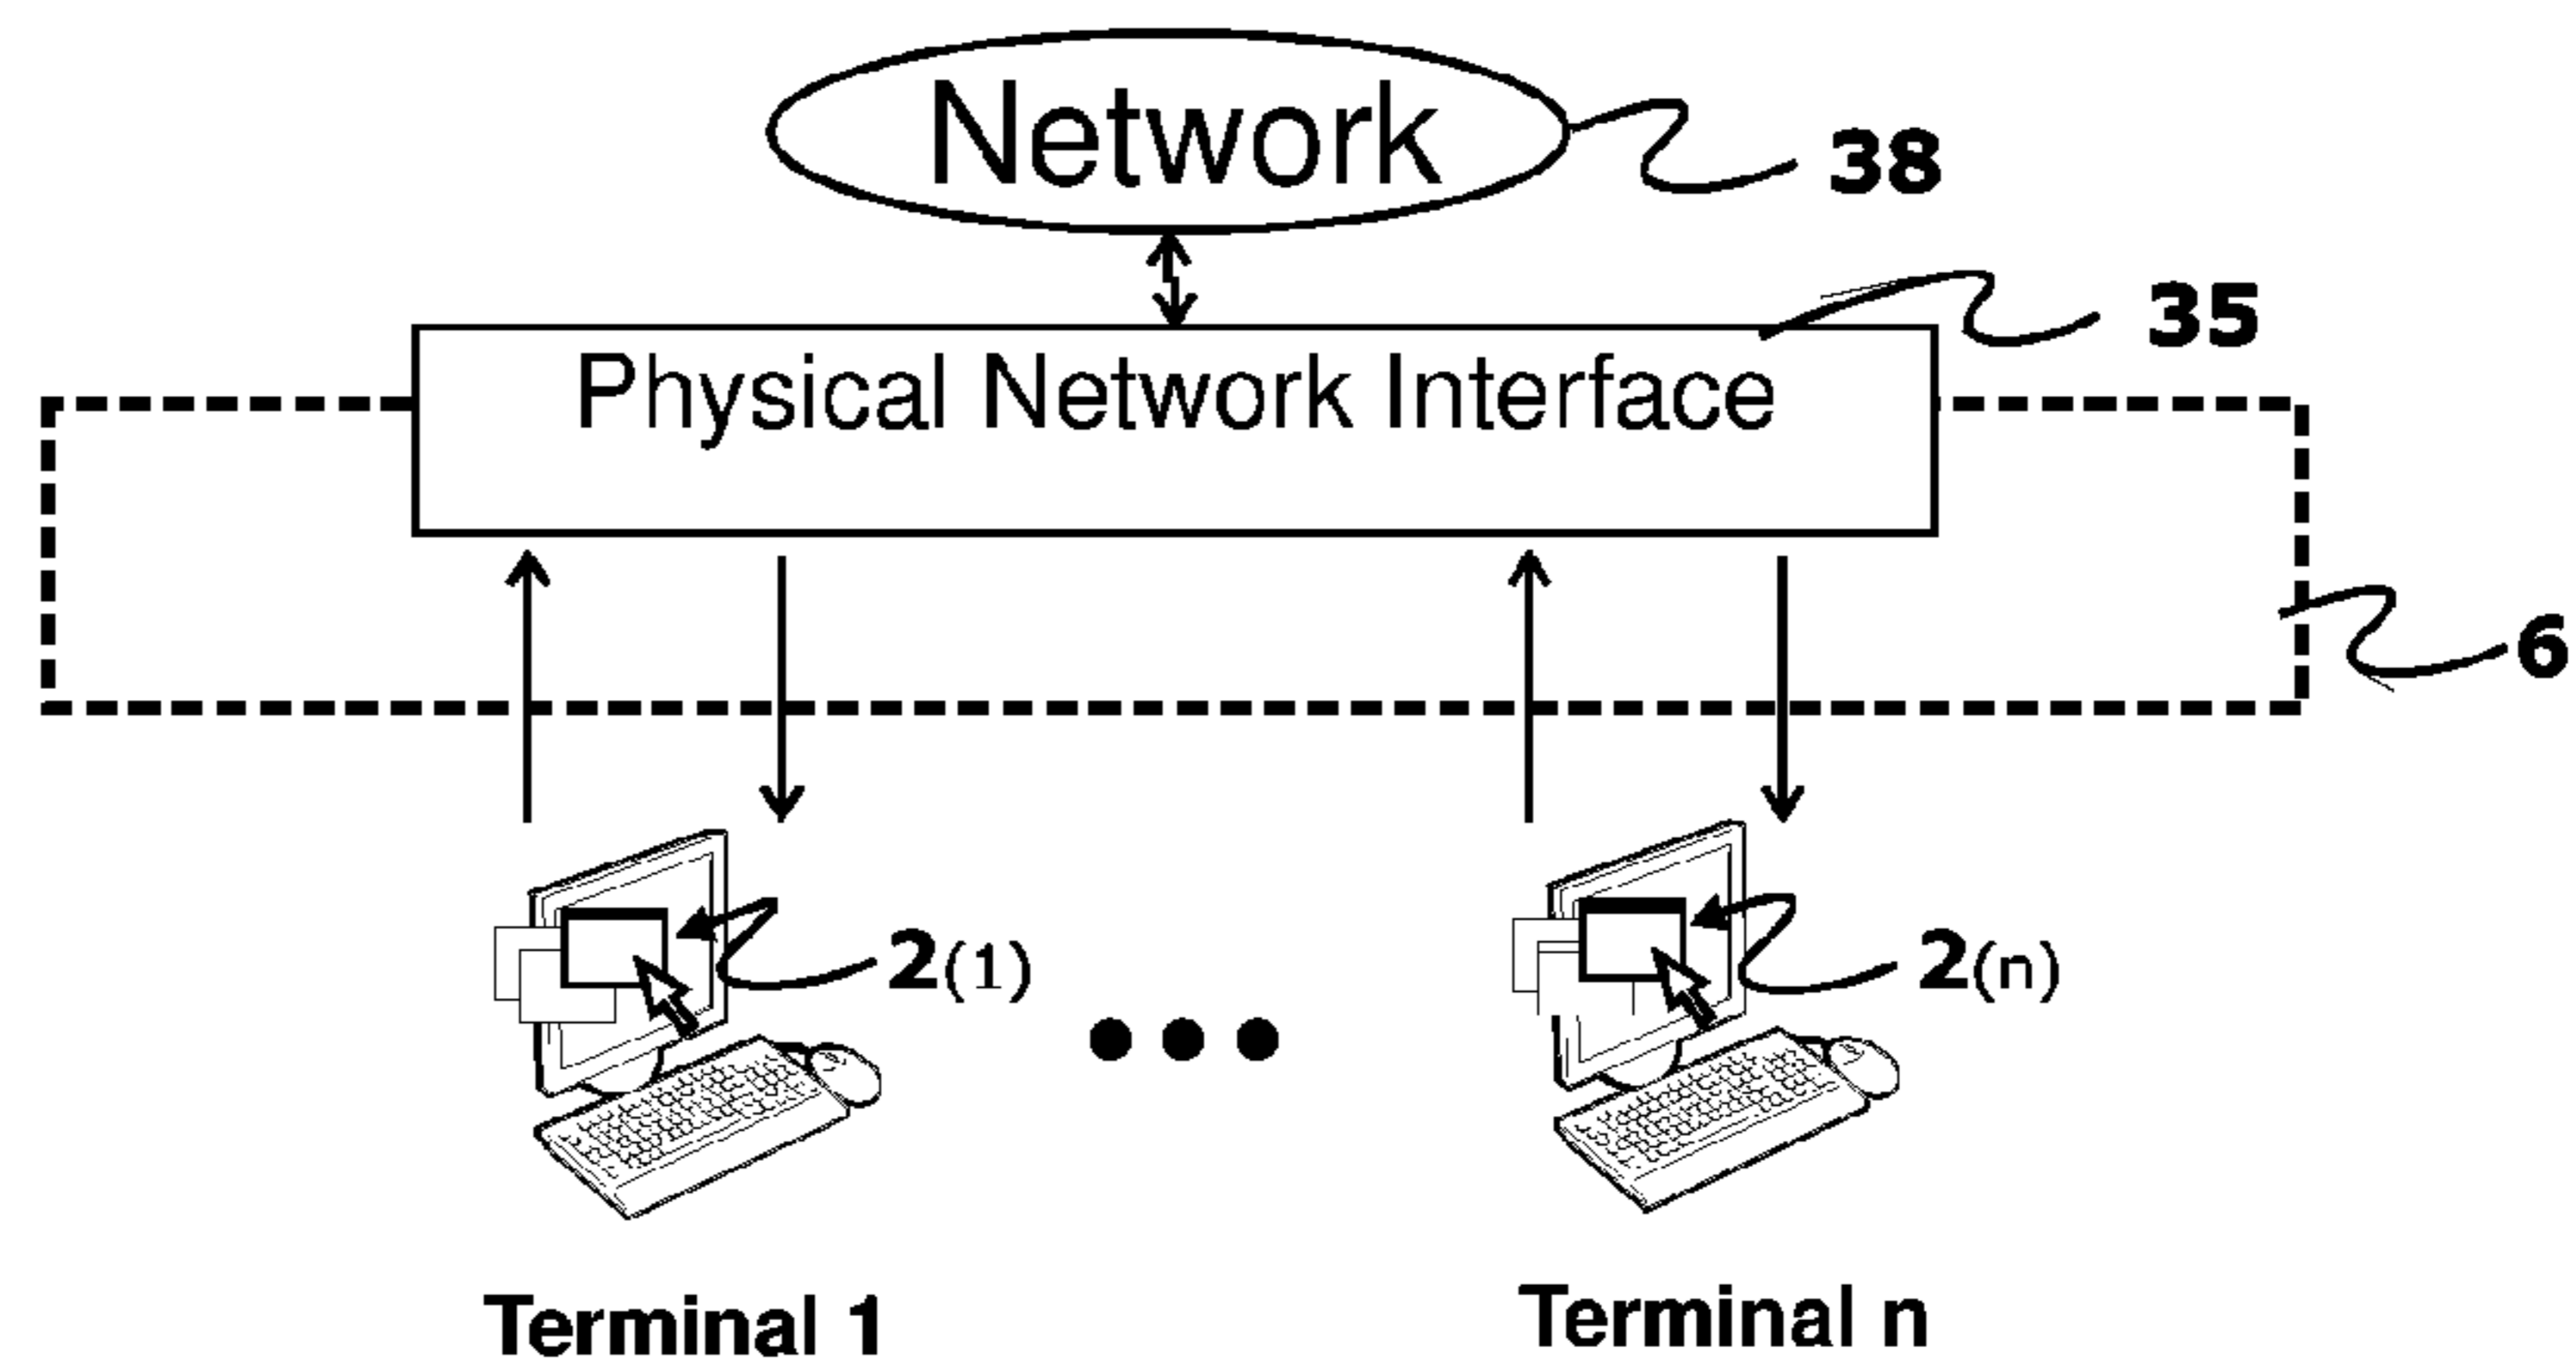 Network
38
35
Physical Network Interface
6
2(1)
2(n)
Terminal 1
Terminal n